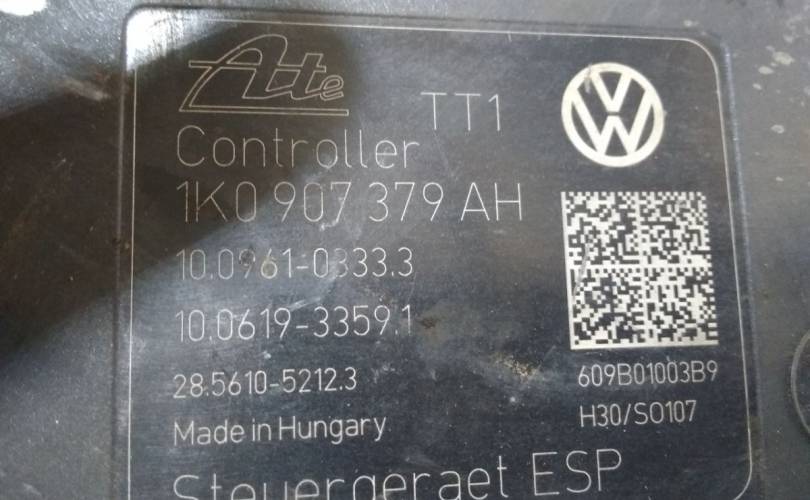 Ate
TT1
Controller
1K0 907 379 AH
10.0961-0333.3
10.0619-3359.1
28.5610-5212.3
609B01003B9
Made in Hungary
H30/SO107
Steuergeraet ESP